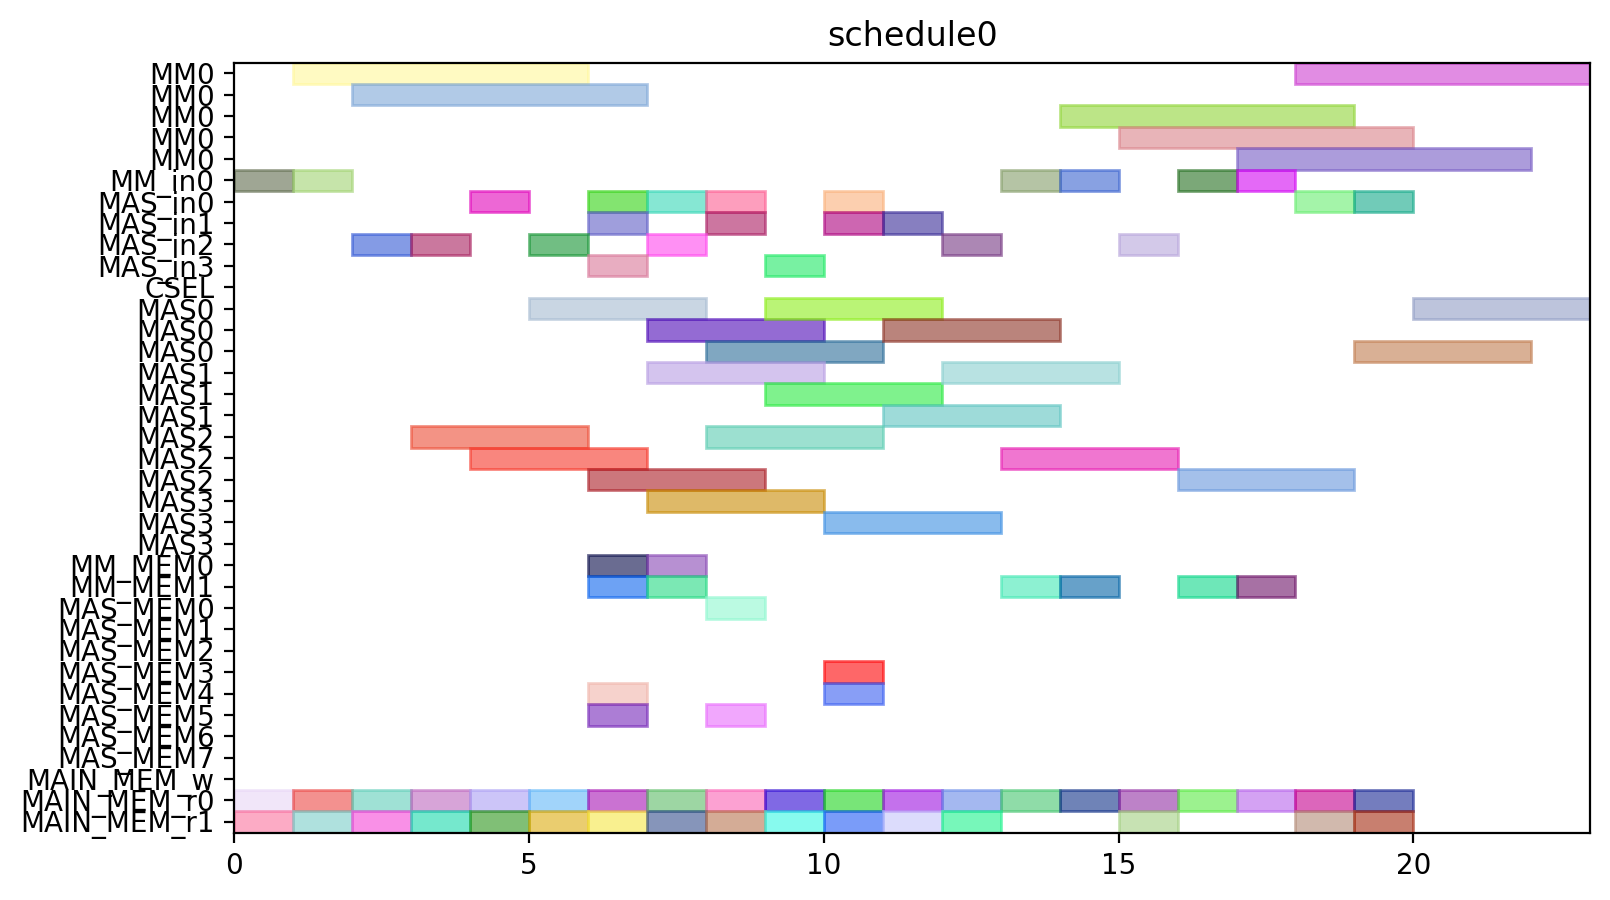 schedule0
MM0
MM0
MM0
MM0
MM0
MM_in0
MAS_in0
MAS_in1
MAS_in2
MAS_in3
CSEL
MAS0
MAS0
MAS0
MAS1
MAS1
MAS1
MAS2
MAS2
MAS2
MAS3
MAS3
MAS3
MM_MEM0
MM_MEM1
MAS_MEM0
MAS_MEM1
MAS_MEM2
MAS_MEM3
MAS_MEM4
MAS_MEM5
MAS_MEM6
MAS_MEM7
MAIN_MEM_w
MAIN_MEM_r0
MAIN_MEM_r1
0 5 10 15 20